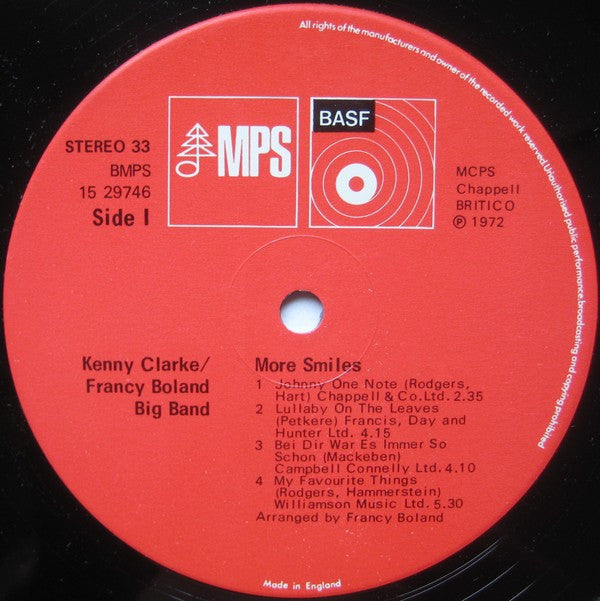 All rights of the manufacturers and owner of the recorded work reserved.Unauthorised public performance,broadcasting and copying prohibited
STEREO 33
BMPS
15 29746
Side I
MPS
BASF
MCPS
Chappell
BRITICO
℗ 1972
Kenny Clarke/
Francy Boland
Big Band
More Smiles
1 Johnny One Note (Rodgers,
Hart) Chappell & Co.Ltd. 2.35
2 Lullaby On The Leaves
(Petkere) Francis, Day and
Hunter Ltd. 4.15
3 Bei Dir War Es Immer So
Schon (Mackeben)
Campbell Connelly Ltd. 4.10
4 My Favourite Things
(Rodgers, Hammerstein)
Williamson Music Ltd. 5.30
Arranged by Francy Boland
Made in England